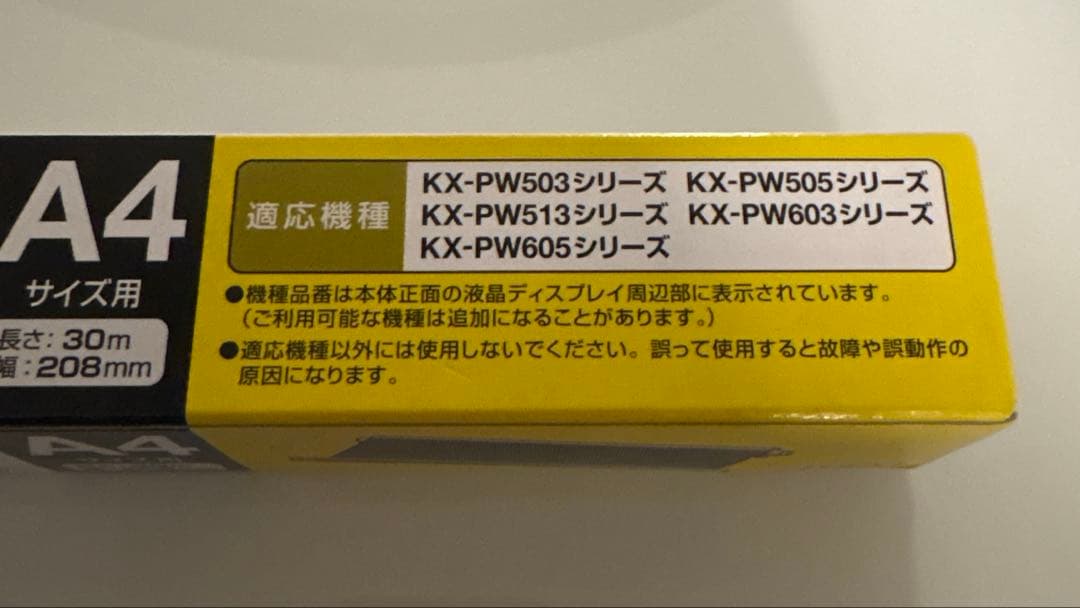 A4
サイズ用
長さ：30m
幅：208mm
適応機種
KX-PW503シリーズ KX-PW505シリーズ
KX-PW513シリーズ KX-PW603シリーズ
KX-PW605シリーズ
●機種品番は本体正面の液晶ディスプレイ周辺部に表示されています。
（ご利用可能な機種は追加になることがあります。）
●適応機種以外には使用しないでください。誤って使用すると故障や誤動作の
原因になります。
A4